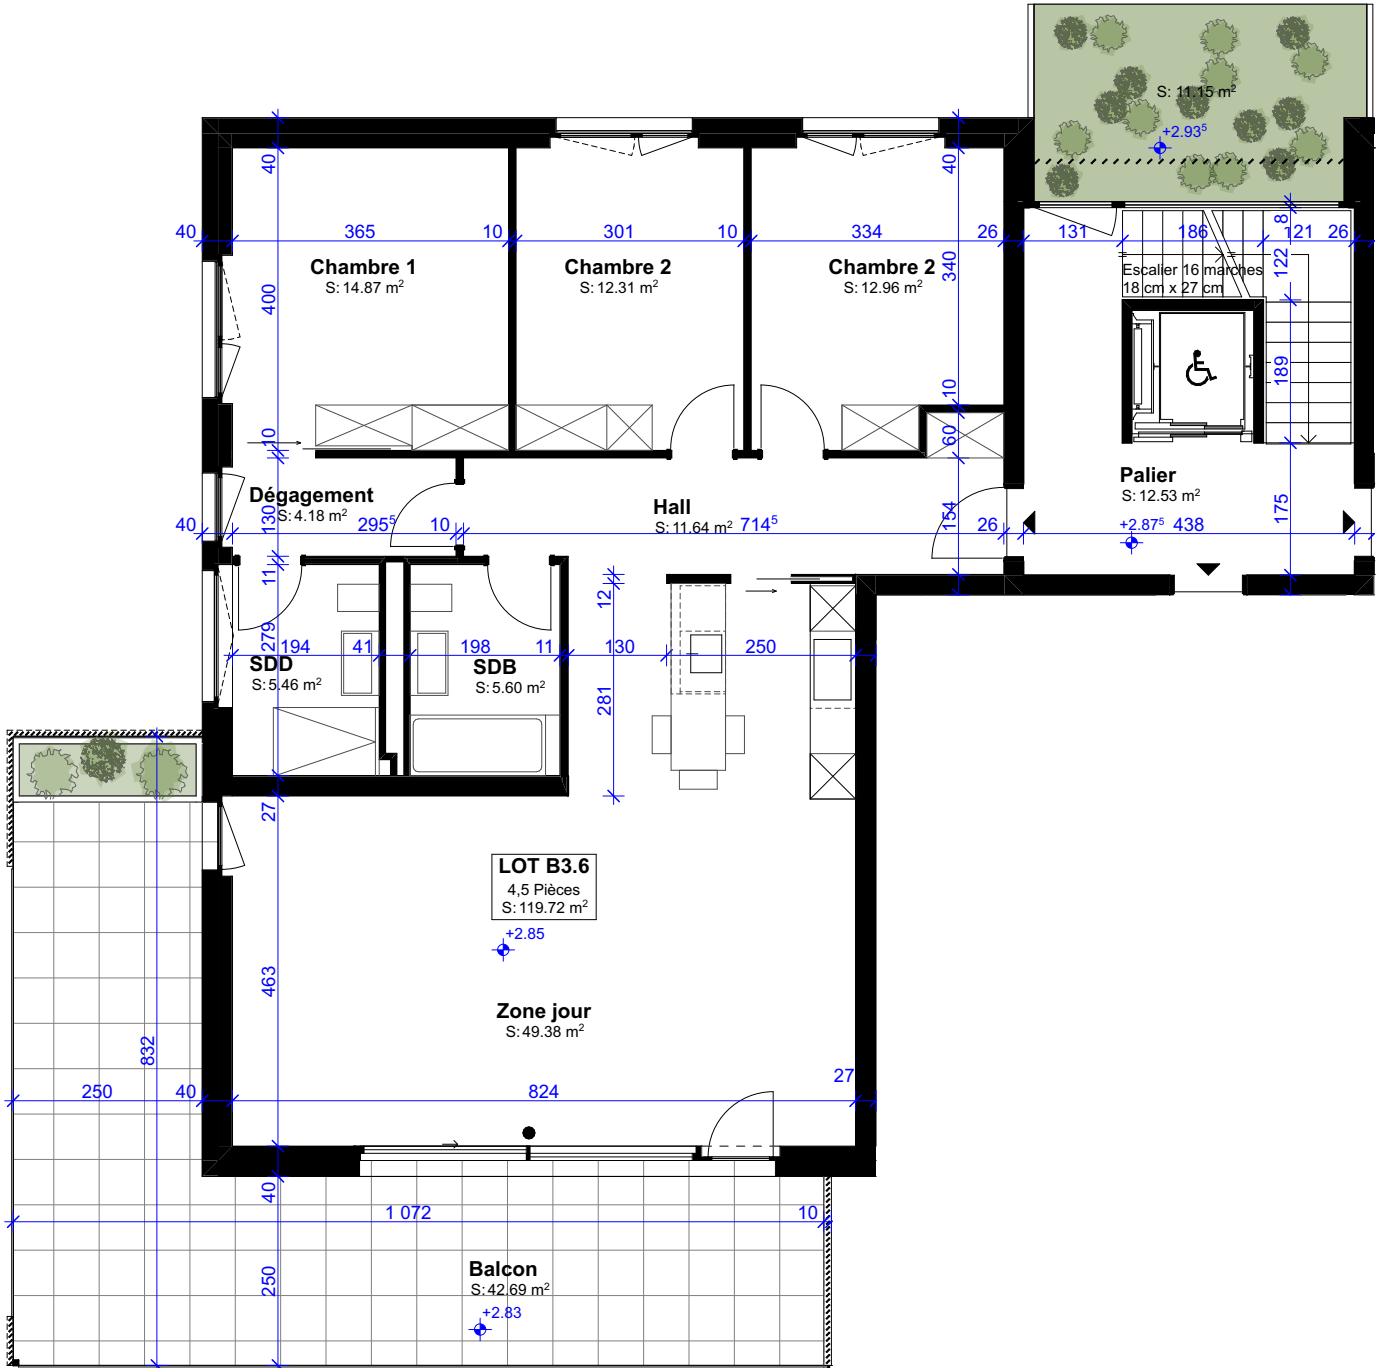 S: 11.15 m²
+2.93⁵
40
40
8
40
365
10
301
10
334
26
131
186
121
26
Chambre 1
S: 14.87 m²
Chambre 2
S: 12.31 m²
Chambre 2
S: 12.96 m²
340
122
Escalier 16 marches
18 cm x 27 cm
400
189
10
10
60
Dégagement
S: 4.18 m²
Hall
S: 11.64 m²
Palier
S: 12.53 m²
130
154
175
40
295⁵
10
714⁵
26
+2.87⁵
438
11
12
279
194
41
198
11
130
250
SDD
S: 5.46 m²
SDB
S: 5.60 m²
281
27
LOT B3.6
4,5 Pièces
S: 119.72 m²
+2.85
463
Zone jour
S: 49.38 m²
832
27
250
40
824
40
1 072
10
250
Balcon
S: 42.69 m²
+2.83